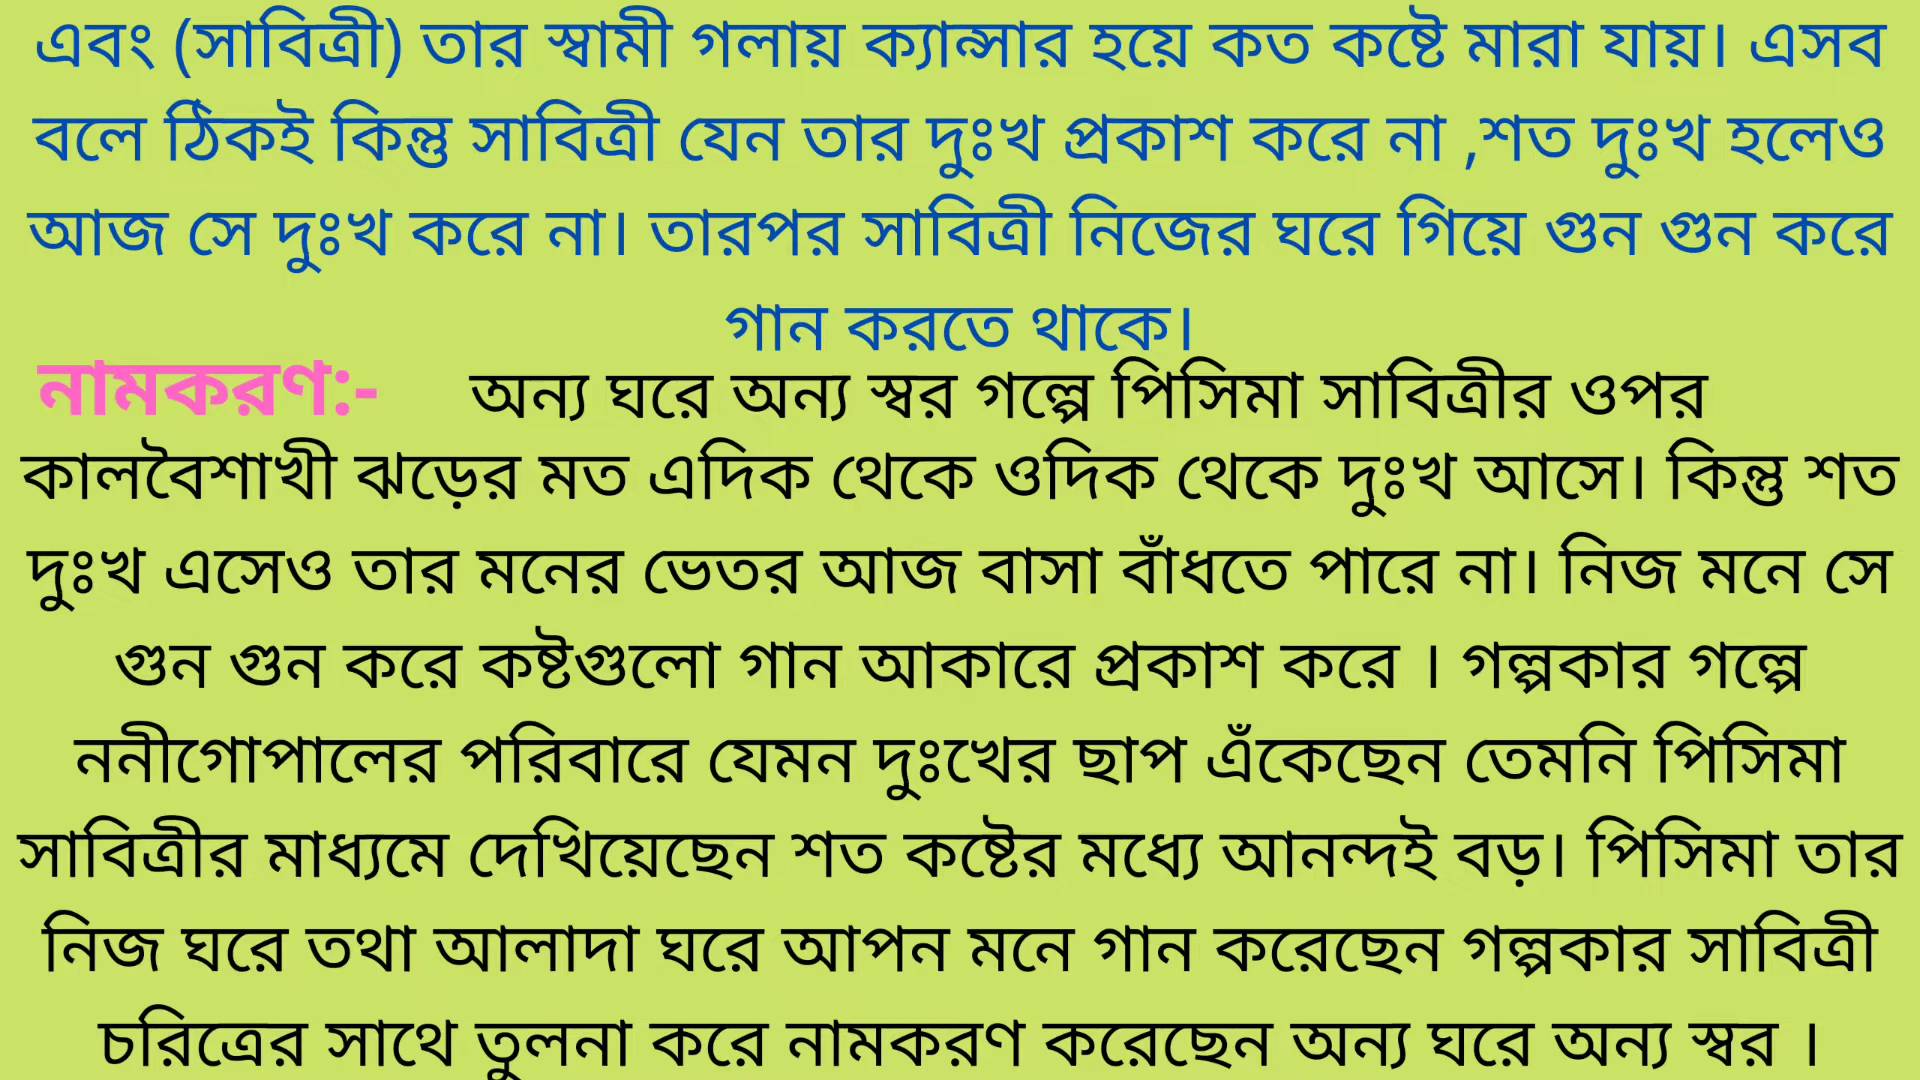 এবং (সাবিত্রী) তার স্বামী গলায় ক্যান্সার হয়ে কত কষ্টে মারা যায়। এসব
বলে ঠিকই কিন্তু সাবিত্রী যেন তার দুঃখ প্রকাশ করে না ,শত দুঃখ হলেও
আজ সে দুঃখ করে না। তারপর সাবিত্রী নিজের ঘরে গিয়ে গুন গুন করে
গান করতে থাকে।
নামকরণ:- অন্য ঘরে অন্য স্বর গল্পে পিসিমা সাবিত্রীর ওপর
কালবৈশাখী ঝড়ের মত এদিক থেকে ওদিক থেকে দুঃখ আসে। কিন্তু শত
দুঃখ এসেও তার মনের ভেতর আজ বাসা বাঁধতে পারে না। নিজ মনে সে
গুন গুন করে কষ্টগুলো গান আকারে প্রকাশ করে । গল্পকার গল্পে
ননীগোপালের পরিবারে যেমন দুঃখের ছাপ এঁকেছেন তেমনি পিসিমা
সাবিত্রীর মাধ্যমে দেখিয়েছেন শত কষ্টের মধ্যে আনন্দই বড়। পিসিমা তার
নিজ ঘরে তথা আলাদা ঘরে আপন মনে গান করেছেন গল্পকার সাবিত্রী
চরিত্রের সাথে তুলনা করে নামকরণ করেছেন অন্য ঘরে অন্য স্বর ।